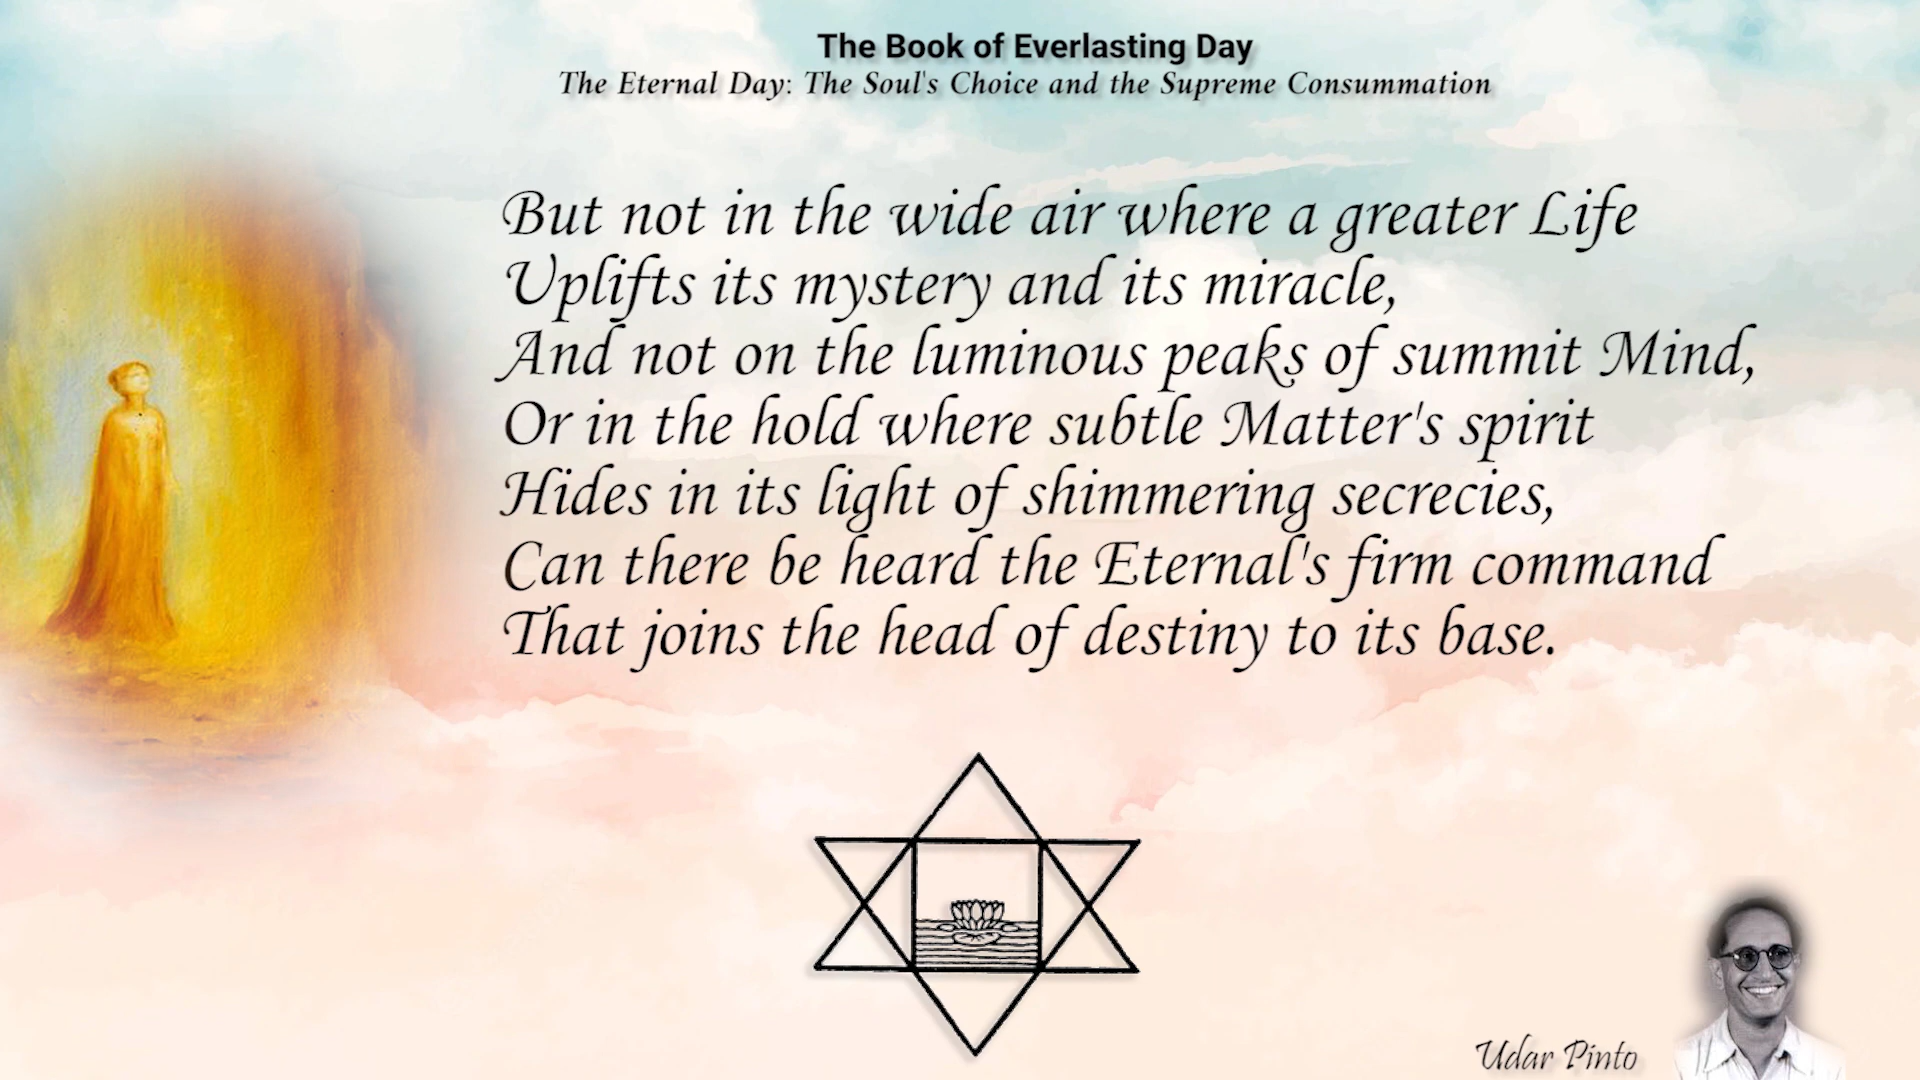 The Book of Everlasting Day
The Eternal Day: The Soul's Choice and the Supreme Consummation
But not in the wide air where a greater Life
Uplifts its mystery and its miracle,
And not on the luminous peaks of summit Mind,
Or in the hold where subtle Matter's spirit
Hides in its light of shimmering secrecies,
Can there be heard the Eternal's firm command
That joins the head of destiny to its base.
Udar Pinto